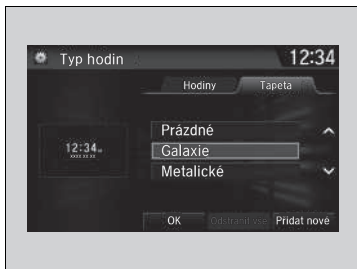 Typ hodin
12:34
Hodiny
Tapeta
Prázdné
12:34
Galaxie
Metalické
OK
Odstranit vše
Přidat nové